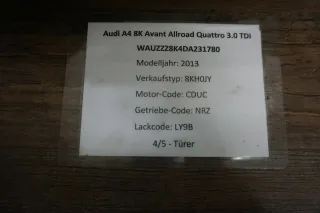 Audi A4 8K Avant Allroad Quattro 3.0 TDI
WAUZZZ8K4DA231780
Modelljahr: 2013
Verkaufstyp: 8KH0JY
Motor-Code: CDUC
Getriebe-Code: NRZ
Lackcode: LY9B
4/5 - Türer